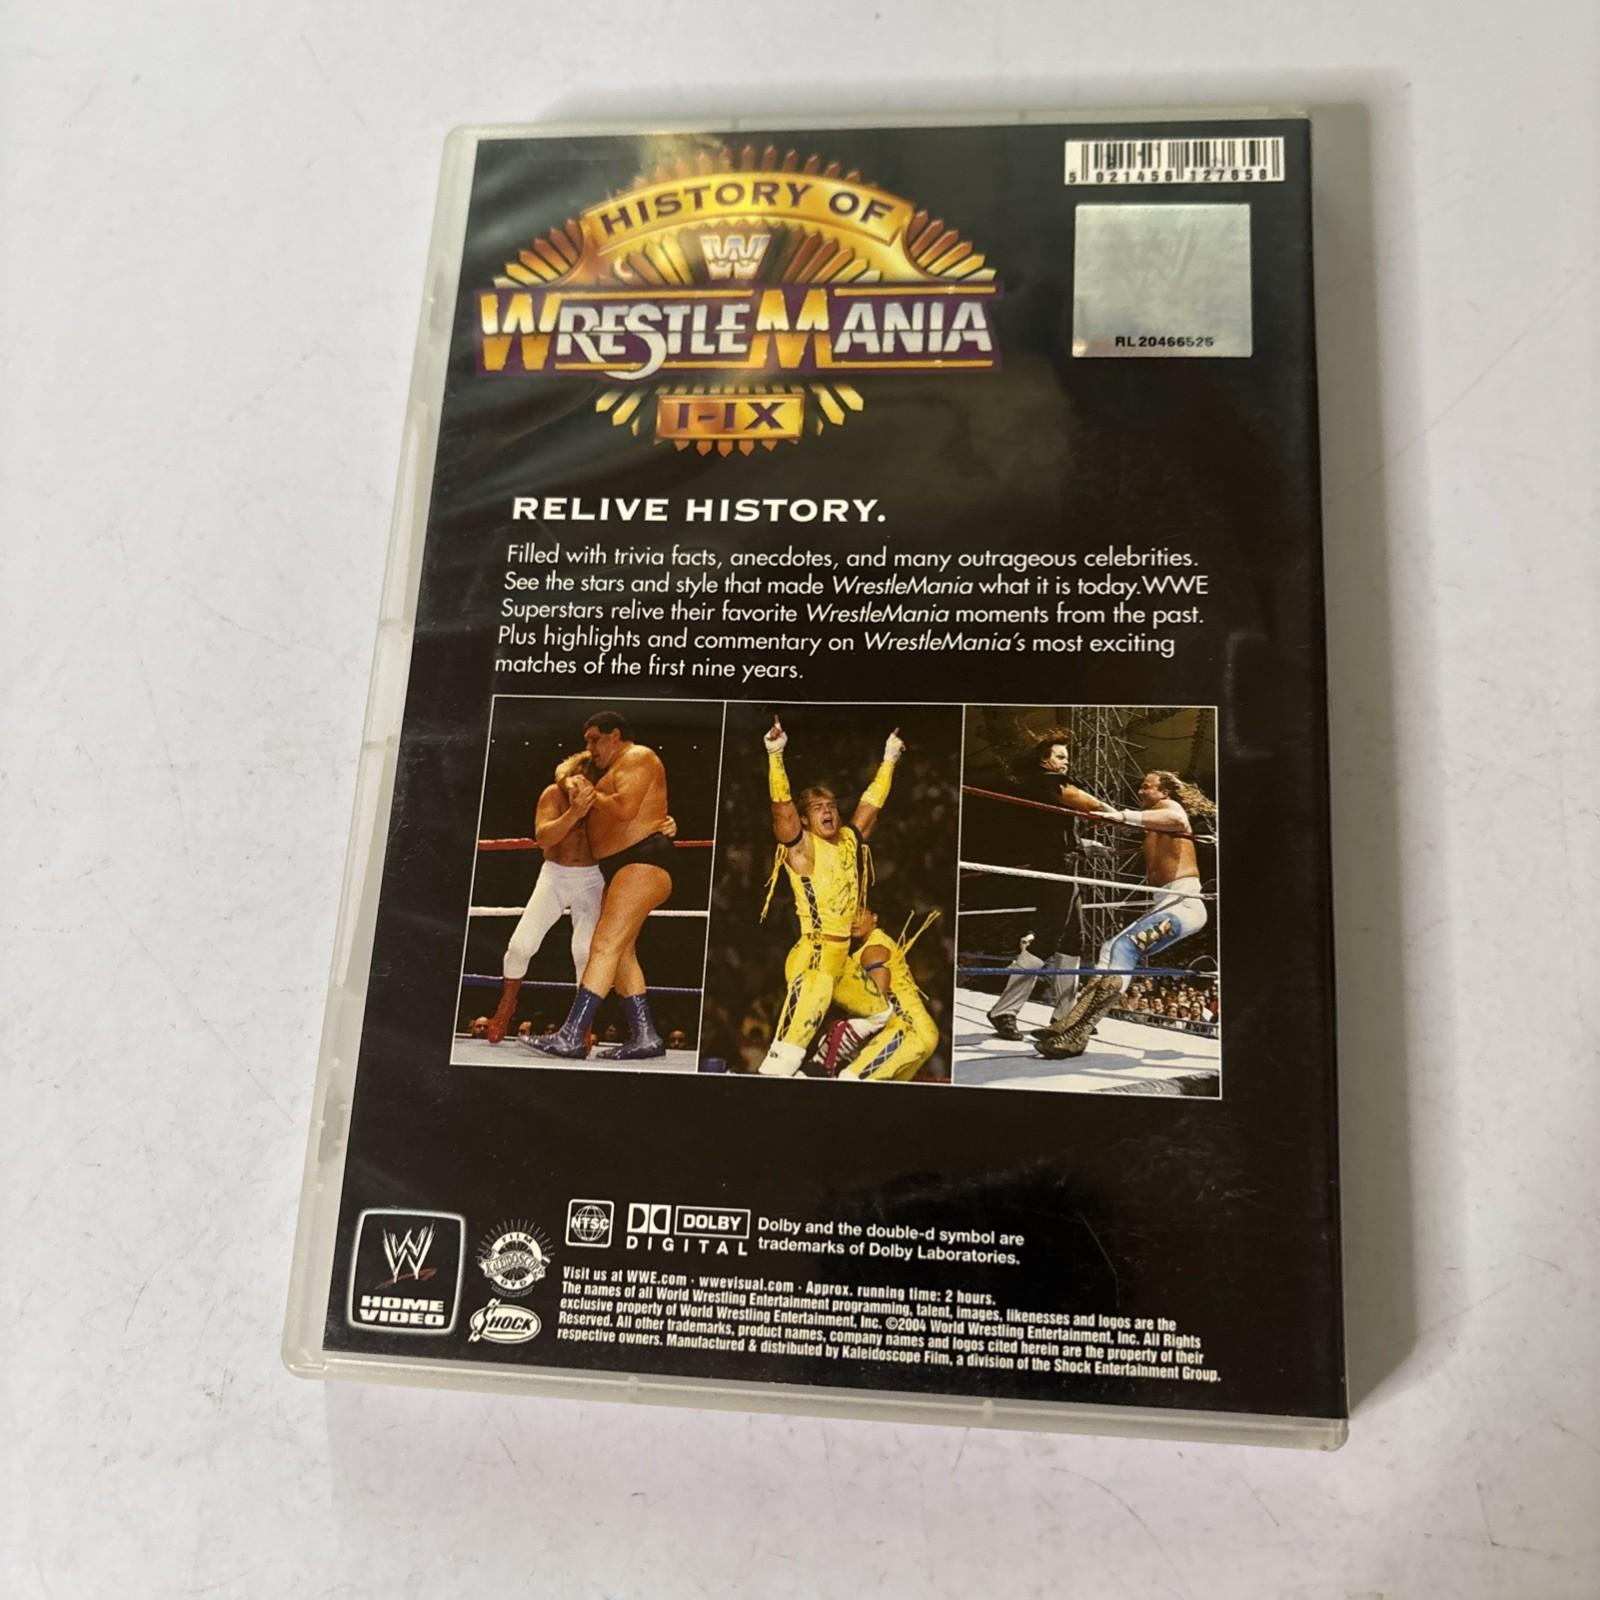 5 021456 127658
HISTORY OF
W
WRESTLEMANIA
I-IX
RL20466525
RELIVE HISTORY.
Filled with trivia facts, anecdotes, and many outrageous celebrities.
See the stars and style that made WrestleMania what it is today.WWE
Superstars relive their favorite WrestleMania moments from the past.
Plus highlights and commentary on WrestleMania's most exciting
matches of the first nine years.
W
HOME
VIDEO
FILM
KALEIDOSCOPE
DVD
SHOCK
NTSC
DOLBY
DIGITAL
Dolby and the double-d symbol are
trademarks of Dolby Laboratories.
Visit us at WWE.com · wwevisual.com · Approx. running time: 2 hours.
The names of all World Wrestling Entertainment programming, talent, images, likenesses and logos are the
exclusive property of World Wrestling Entertainment, Inc. ©2004 World Wrestling Entertainment, Inc. All Rights
Reserved. All other trademarks, product names, company names and logos cited herein are the property of their
respective owners. Manufactured & distributed by Kaleidoscope Film, a division of the Shock Entertainment Group.